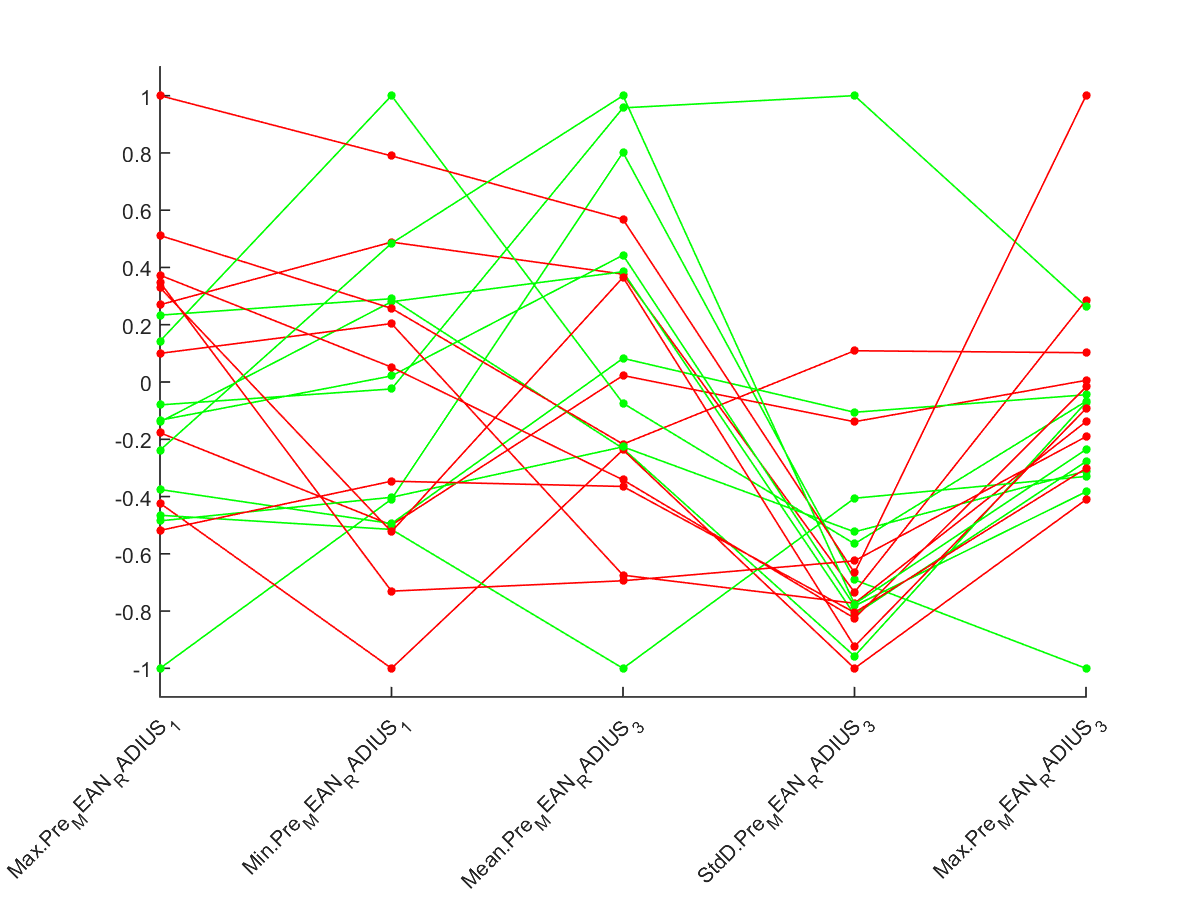 1
0.8
0.6
0.4
0.2
0
-0.2
-0.4
-0.6
-0.8
-1
Max.Pre_MEAN_RADIUS_1
Min.Pre_MEAN_RADIUS_1
Mean.Pre_MEAN_RADIUS_3
StdD.Pre_MEAN_RADIUS_3
Max.Pre_MEAN_RADIUS_3